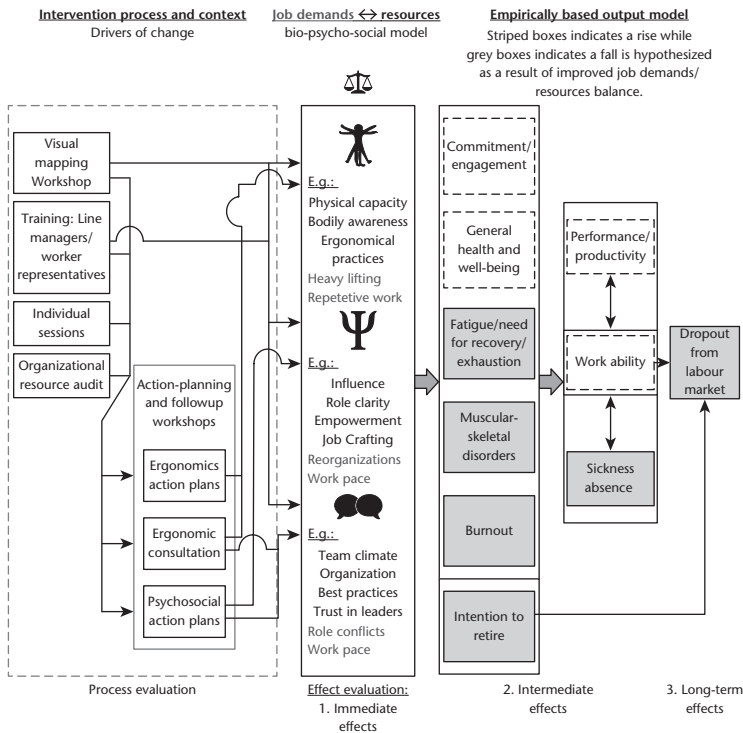 Intervention process and context
Drivers of change
Job demands ↔ resources
bio-psycho-social model
Empirically based output model
Striped boxes indicates a rise while
grey boxes indicates a fall is hypothesized
as a result of improved job demands/
resources balance.
Visual
mapping
Workshop
Training: Line
managers/
worker
representatives
Individual
sessions
Organizational
resource audit
Action-planning
and followup
workshops
Ergonomics
action plans
Ergonomic
consultation
Psychosocial
action plans
E.g.:
Physical capacity
Bodily awareness
Ergonomical
practices
Heavy lifting
Repetetive work
Ψ
E.g.:
Influence
Role clarity
Empowerment
Job Crafting
Reorganizations
Work pace
E.g.:
Team climate
Organization
Best practices
Trust in leaders
Role conflicts
Work pace
Commitment/
engagement
General
health and
well-being
Fatigue/need
for recovery/
exhaustion
Muscular-
skeletal
disorders
Burnout
Intention to
retire
Performance/
productivity
Work ability
Sickness
absence
Dropout from
labour
market
Process evaluation
Effect evaluation:
1. Immediate
effects
2. Intermediate
effects
3. Long-term
effects